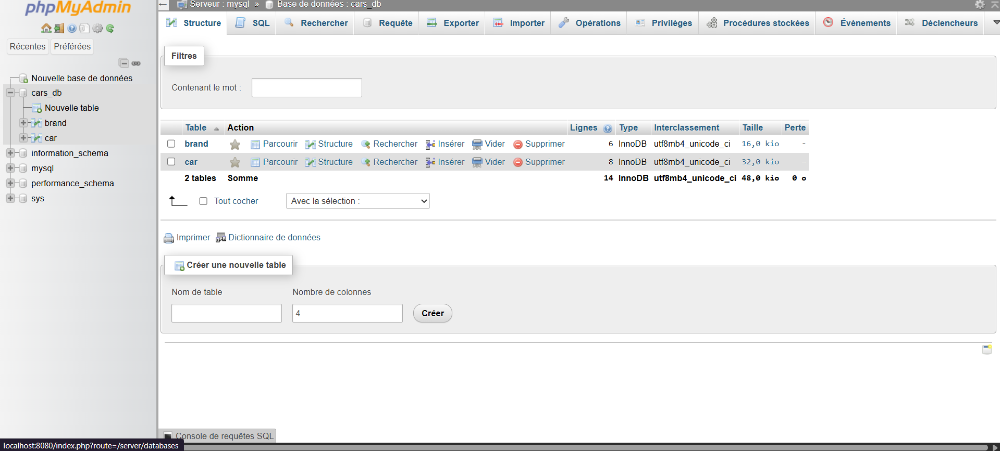 phpMyAdmin
Récentes Préférées
Nouvelle base de données
cars_db
Nouvelle table
brand
car
information_schema
mysql
performance_schema
sys
Serveur : mysql » Base de données : cars_db
Structure SQL Rechercher Requête Exporter Importer Opérations Privilèges Procédures stockées Évènements Déclencheurs
Filtres
Contenant le mot :
Table Action Lignes Type Interclassement Taille Perte
brand Parcourir Structure Rechercher Insérer Vider Supprimer 6 InnoDB utf8mb4_unicode_ci 16,0 kio -
car Parcourir Structure Rechercher Insérer Vider Supprimer 8 InnoDB utf8mb4_unicode_ci 32,0 kio -
2 tables Somme 14 InnoDB utf8mb4_unicode_ci 48,0 kio 0 o
Tout cocher Avec la sélection :
Imprimer Dictionnaire de données
Créer une nouvelle table
Nom de table Nombre de colonnes
4 Créer
Console de requêtes SQL
localhost:8080/index.php?route=/server/databases